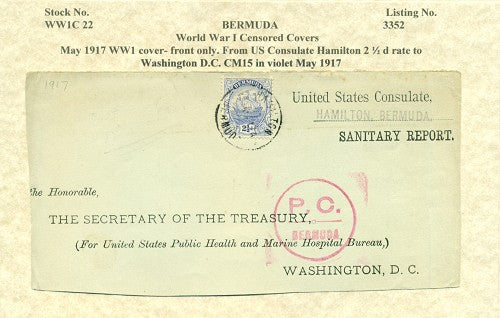 Stock No.
BERMUDA
Listing No.
WW1C 22
World War I Censored Covers
3352
May 1917 WW1 cover- front only. From US Consulate Hamilton 2 ½ d rate to
Washington D.C. CM15 in violet May 1917
1917
BERMUDA
HAMILTON
United States Consulate,
HAMILTON, BERMUDA.
SANITARY REPORT.
the Honorable,
THE SECRETARY OF THE TREASURY,
(For United States Public Health and Marine Hospital Bureau,)
WASHINGTON, D. C.
P. C.
BERMUDA